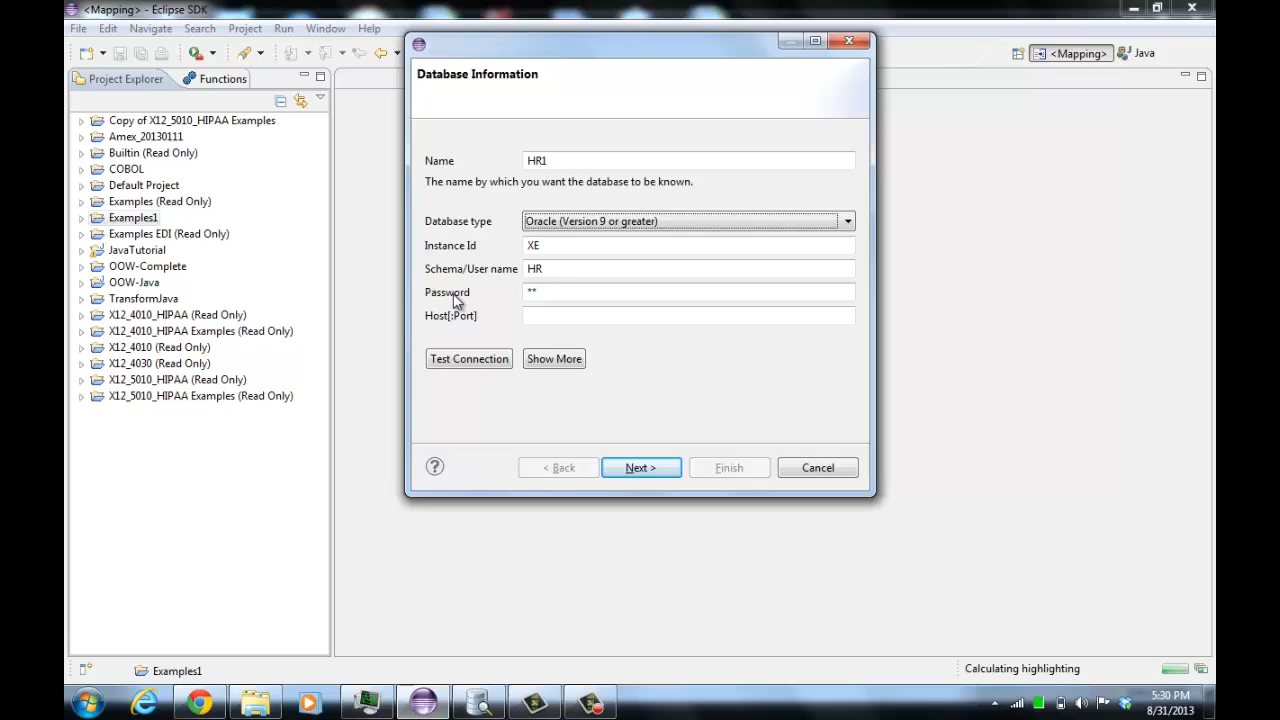 <Mapping> - Eclipse SDK
File Edit Navigate Search Project Run Window Help
<Mapping> Java
Project Explorer Functions
Copy of X12_5010_HIPAA Examples
Amex_20130111
Builtin (Read Only)
COBOL
Default Project
Examples (Read Only)
Examples1
Examples EDI (Read Only)
JavaTutorial
OOW-Complete
OOW-Java
TransformJava
X12_4010_HIPAA (Read Only)
X12_4010_HIPAA Examples (Read Only)
X12_4010 (Read Only)
X12_4030 (Read Only)
X12_5010_HIPAA (Read Only)
X12_5010_HIPAA Examples (Read Only)
Database Information
Name HR1
The name by which you want the database to be known.
Database type Oracle (Version 9 or greater)
Instance Id XE
Schema/User name HR
Password **
Host[:Port]
Test Connection Show More
? < Back Next > Finish Cancel
Examples1 Calculating highlighting
5:30 PM
8/31/2013